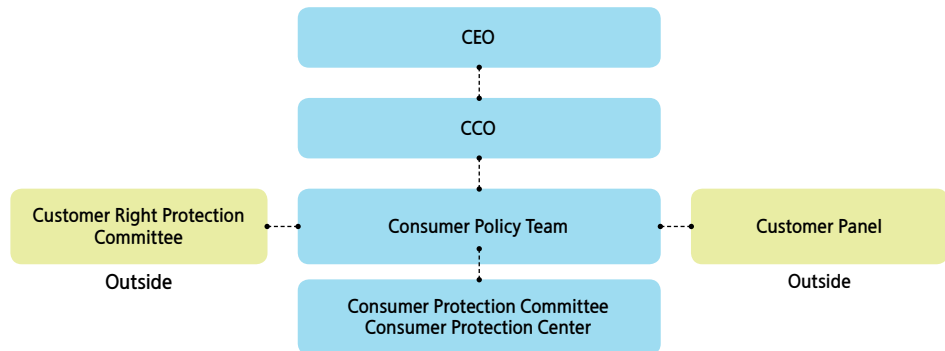 CEO
CCO
Customer Right Protection
Committee
Consumer Policy Team
Customer Panel
Outside
Outside
Consumer Protection Committee
Consumer Protection Center